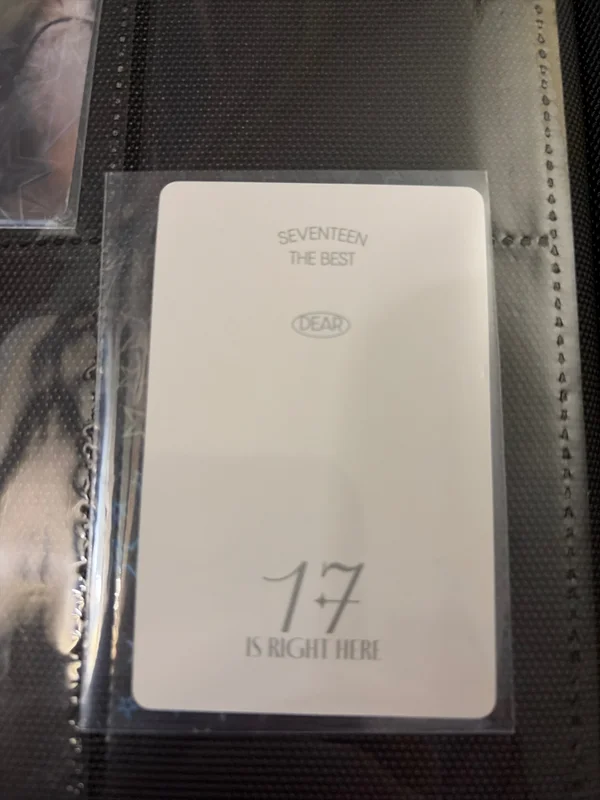 SEVENTEEN
THE BEST
DEAR
17
IS RIGHT HERE